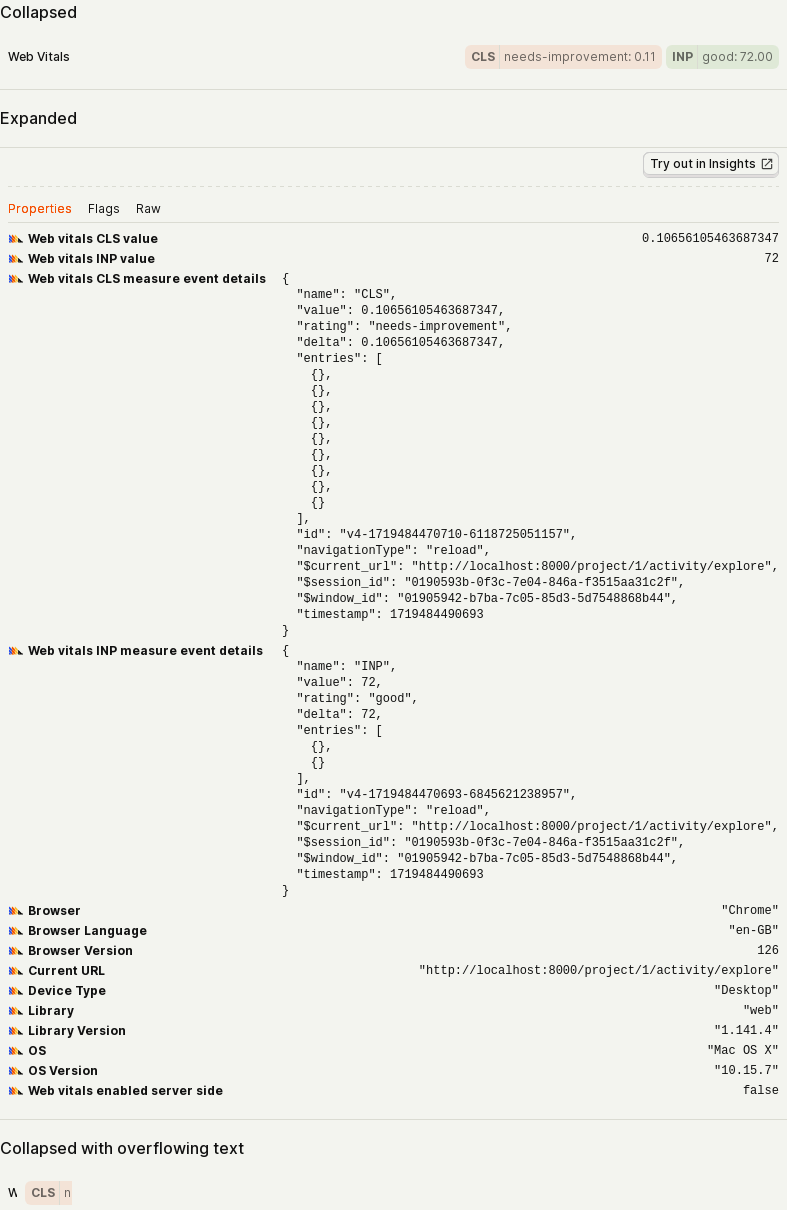 Collapsed
Web Vitals CLS needs-improvement: 0.11 INP good: 72.00
Expanded
Try out in Insights
Properties Flags Raw
Web vitals CLS value 0.10656105463687347
Web vitals INP value 72
Web vitals CLS measure event details {
"name": "CLS",
"value": 0.10656105463687347,
"rating": "needs-improvement",
"delta": 0.10656105463687347,
"entries": [
{},
{},
{},
{},
{},
{},
{},
{},
{}
],
"id": "v4-1719484470710-6118725051157",
"navigationType": "reload",
"$current_url": "http://localhost:8000/project/1/activity/explore",
"$session_id": "0190593b-0f3c-7e04-846a-f3515aa31c2f",
"$window_id": "01905942-b7ba-7c05-85d3-5d7548868b44",
"timestamp": 1719484490693
}
Web vitals INP measure event details {
"name": "INP",
"value": 72,
"rating": "good",
"delta": 72,
"entries": [
{},
{}
],
"id": "v4-1719484470693-6845621238957",
"navigationType": "reload",
"$current_url": "http://localhost:8000/project/1/activity/explore",
"$session_id": "0190593b-0f3c-7e04-846a-f3515aa31c2f",
"$window_id": "01905942-b7ba-7c05-85d3-5d7548868b44",
"timestamp": 1719484490693
}
Browser "Chrome"
Browser Language "en-GB"
Browser Version 126
Current URL "http://localhost:8000/project/1/activity/explore"
Device Type "Desktop"
Library "web"
Library Version "1.141.4"
OS "Mac OS X"
OS Version "10.15.7"
Web vitals enabled server side false
Collapsed with overflowing text
W CLS n